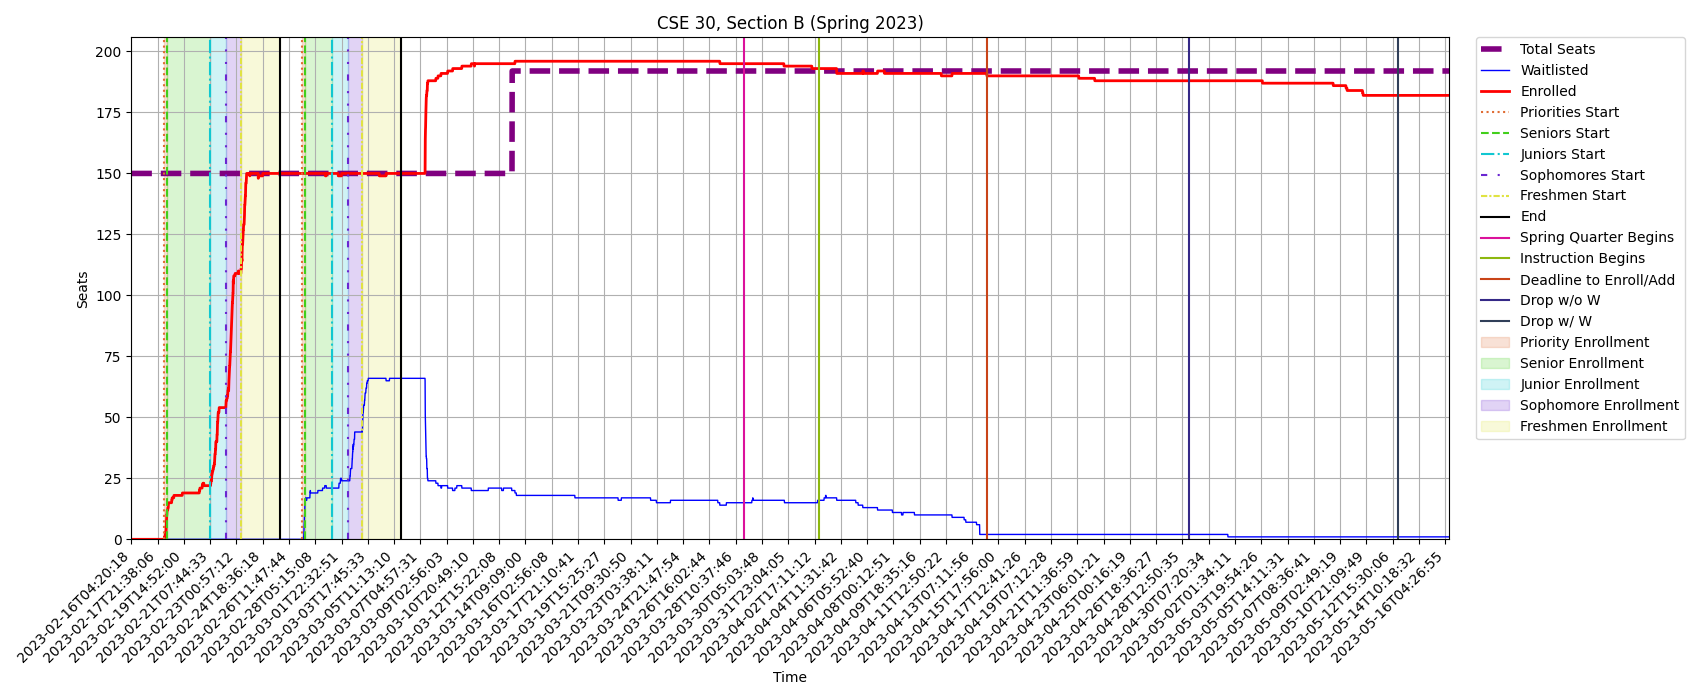 CSE 30, Section B (Spring 2023)
Seats
200
175
150
125
100
75
50
25
0
2023-02-16T04:20:18
2023-02-17T21:38:06
2023-02-19T14:52:00
2023-02-21T07:44:33
2023-02-23T00:57:12
2023-02-24T18:36:18
2023-02-26T11:47:44
2023-02-28T05:15:08
2023-03-01T22:32:51
2023-03-03T17:45:33
2023-03-05T11:13:10
2023-03-07T04:57:31
2023-03-09T02:56:03
2023-03-10T20:49:10
2023-03-12T15:22:08
2023-03-14T09:09:00
2023-03-16T02:56:08
2023-03-17T21:10:41
2023-03-19T15:25:27
2023-03-21T09:30:50
2023-03-23T03:38:11
2023-03-24T21:47:54
2023-03-26T16:02:44
2023-03-28T10:37:46
2023-03-30T05:03:48
2023-03-31T23:04:05
2023-04-02T17:11:12
2023-04-04T11:31:42
2023-04-06T05:52:40
2023-04-08T00:12:51
2023-04-09T18:35:16
2023-04-11T12:50:22
2023-04-13T07:11:56
2023-04-15T17:56:00
2023-04-17T12:41:26
2023-04-19T07:12:28
2023-04-21T11:36:59
2023-04-23T06:01:21
2023-04-25T00:16:19
2023-04-26T18:36:27
2023-04-28T12:50:35
2023-04-30T07:20:34
2023-05-02T01:34:11
2023-05-03T19:54:26
2023-05-05T14:11:31
2023-05-07T08:36:41
2023-05-09T02:49:19
2023-05-10T21:09:49
2023-05-12T15:30:06
2023-05-14T10:18:32
2023-05-16T04:26:55
Time
Total Seats
Waitlisted
Enrolled
Priorities Start
Seniors Start
Juniors Start
Sophomores Start
Freshmen Start
End
Spring Quarter Begins
Instruction Begins
Deadline to Enroll/Add
Drop w/o W
Drop w/ W
Priority Enrollment
Senior Enrollment
Junior Enrollment
Sophomore Enrollment
Freshmen Enrollment